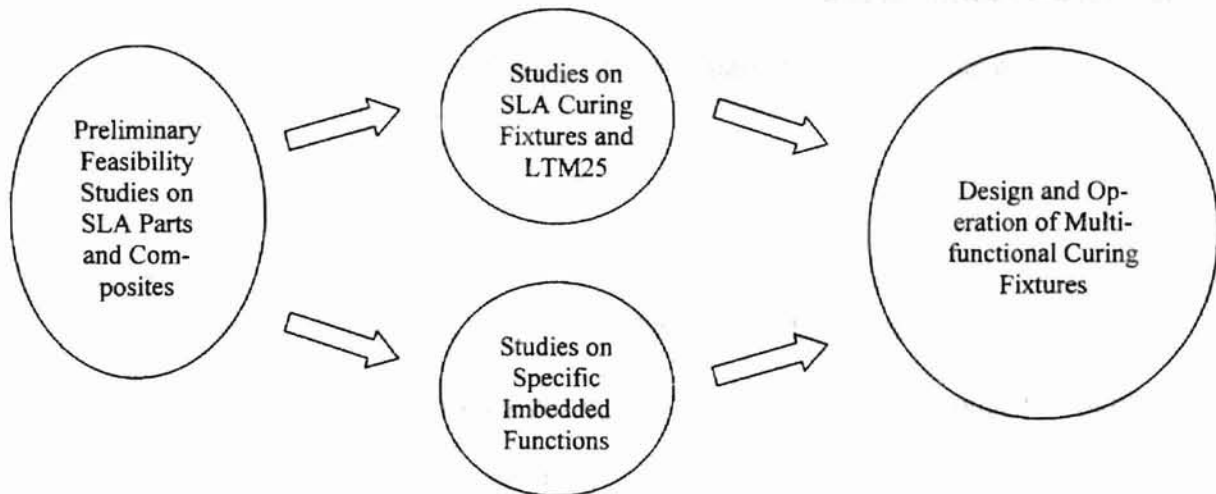 Preliminary
Feasibility
Studies on
SLA Parts
and Com-
posites
Studies on
SLA Curing
Fixtures and
LTM25
Studies on
Specific
Imbedded
Functions
Design and Op-
eration of Multi-
functional Curing
Fixtures